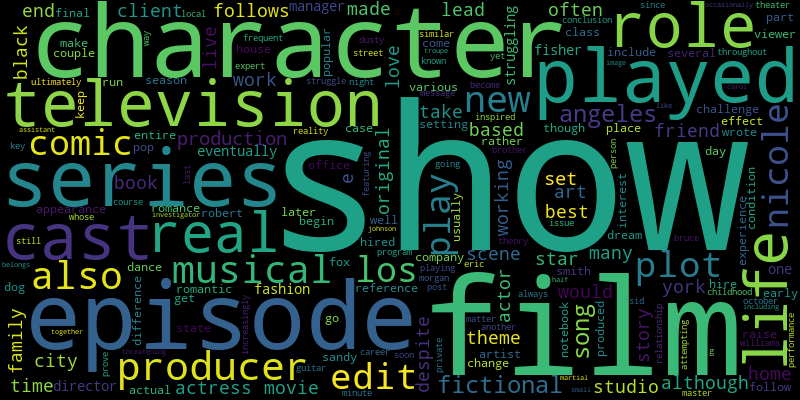 end final client follows manager made lead often role
local
black character struggling fisher class since occasionally theater
conclusion part
make couple way frequent house live popular dusty street love troupe known similar come yet include several throughout viewer
expert
ultimately run season work struggle night various become image carol like
television keep pop entire case message new played
assistant reality take inspired angeles challenge effect
comic production original setting based though place friend wrote
key eventually rather person day nicole
series book office e featuring going brother set art best interest condition
last course romance show
appearance investigator robert later begin well johnson play usually working theory issue dream experience bruce
whose cast real hired program
still company scene many
belongs dance fox eric star plot one
also musical los playing morgan smith york hire early
dog romantic reference post half would childhood
difference get fashion actor always notebook song produced sid october including
episode increasingly state go despite film story relationship life
together matter theme raise williams performance
family threatening sandy career soon another private artist attempting
city prove guitar change home
time producer edit martial
director actual actress movie minute fictional small studio although master follow